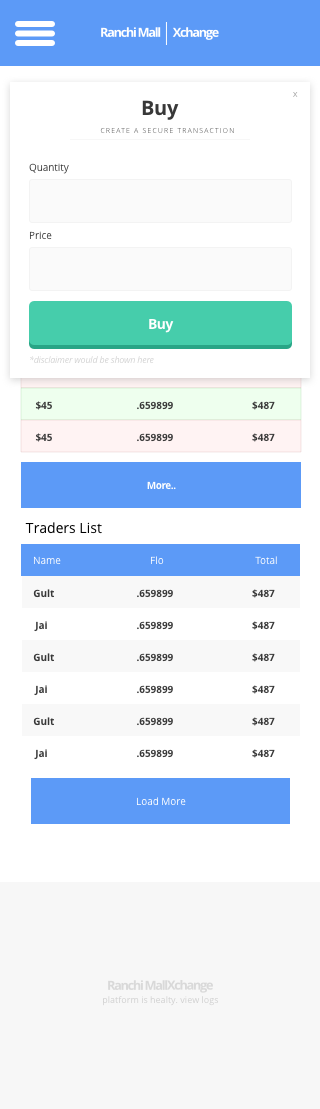 Ranchi Mall | Xchange
x
Buy
CREATE A SECURE TRANSACTION
Quantity
Price
Buy
*disclaimer would be shown here
$45 .659899 $487
$45 .659899 $487
More..
Traders List
Name Flo Total
Gult .659899 $487
Jai .659899 $487
Gult .659899 $487
Jai .659899 $487
Gult .659899 $487
Jai .659899 $487
Load More
Ranchi MallXchange
platform is healty. view logs